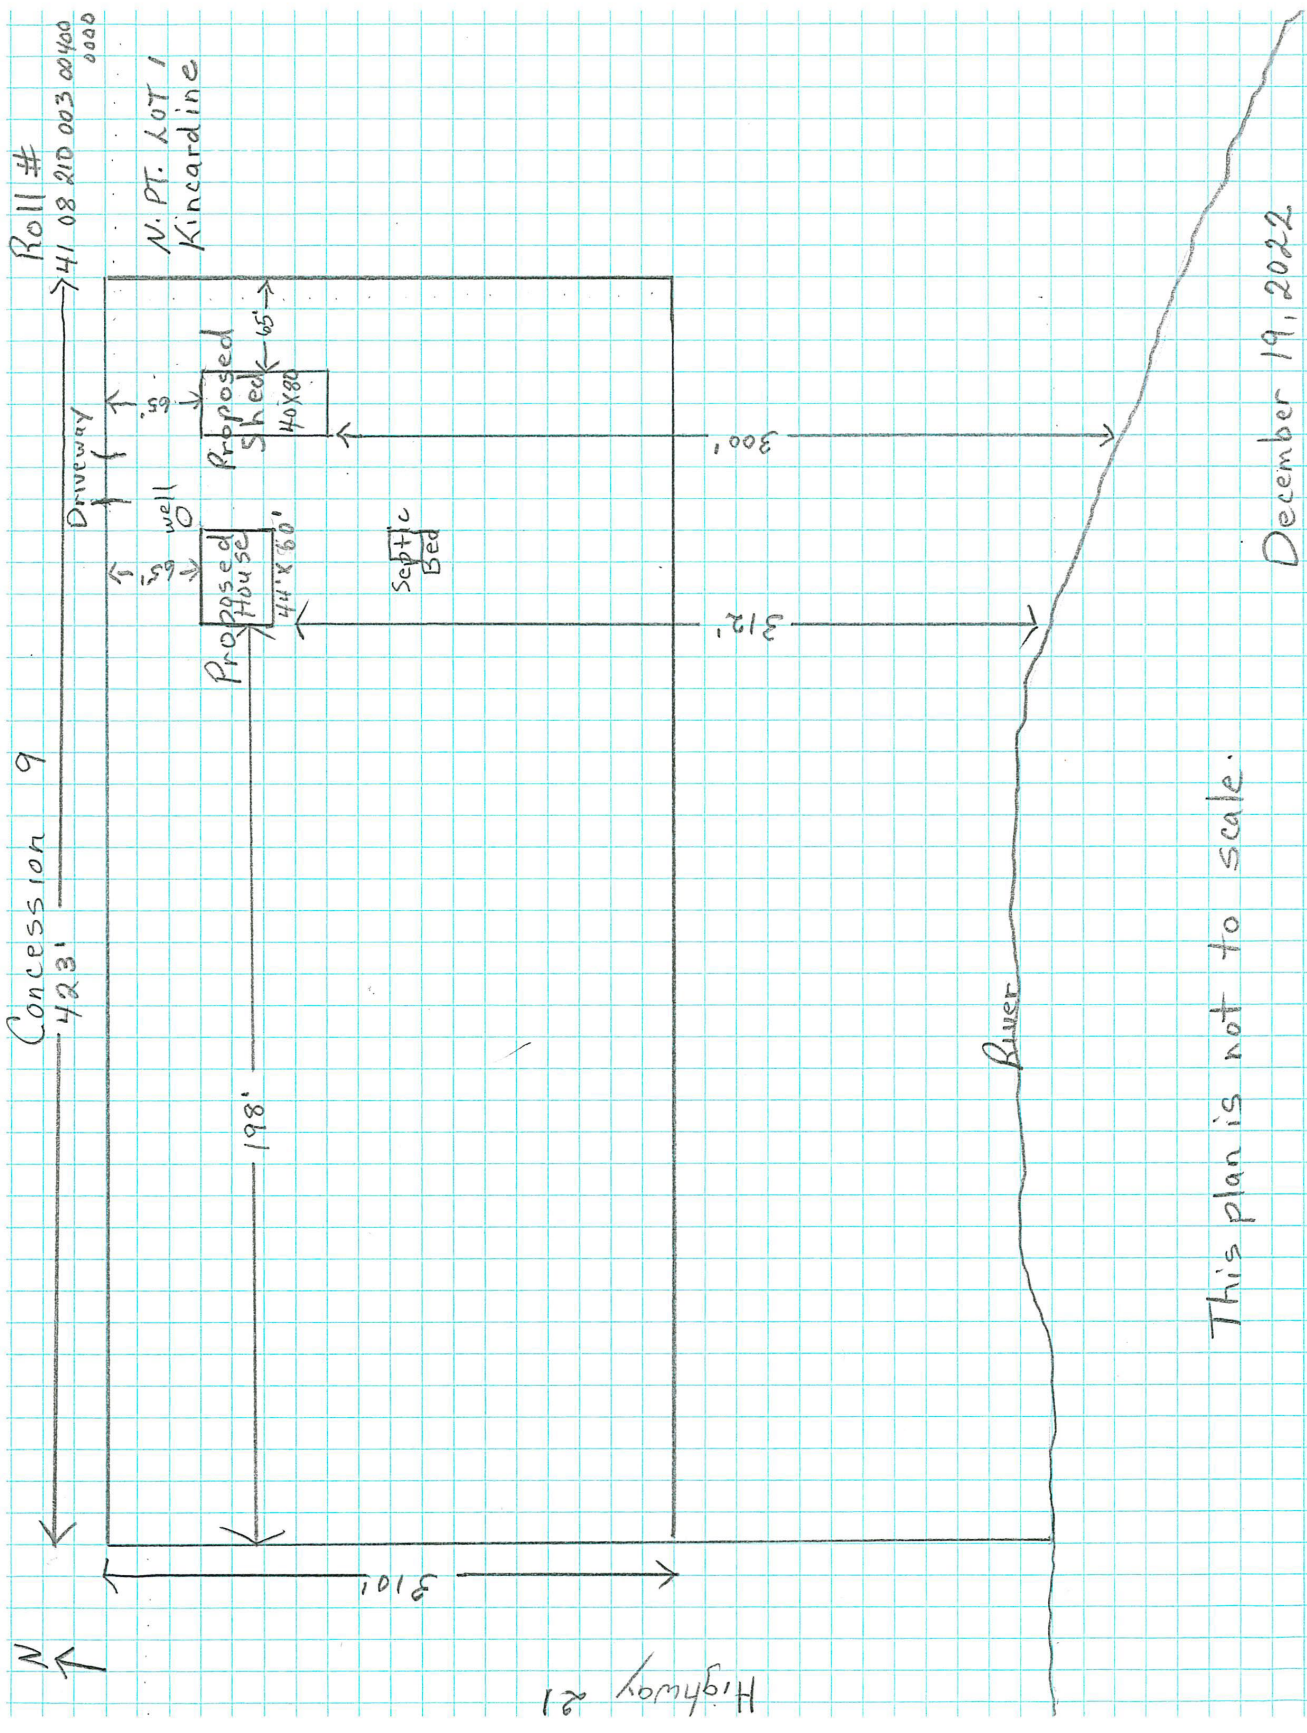 Concession 9
423'
Roll #
41 08 210 003 00400
0000
N. PT. LOT 1
Kincardine
N
Driveway
65'
well
65'
Proposed
House
44'X60'
Proposed
Shed
40X80
65'
198'
Septic
Bed
310'
312'
300'
Highway 21
River
This plan is not to scale.
December 19, 2022